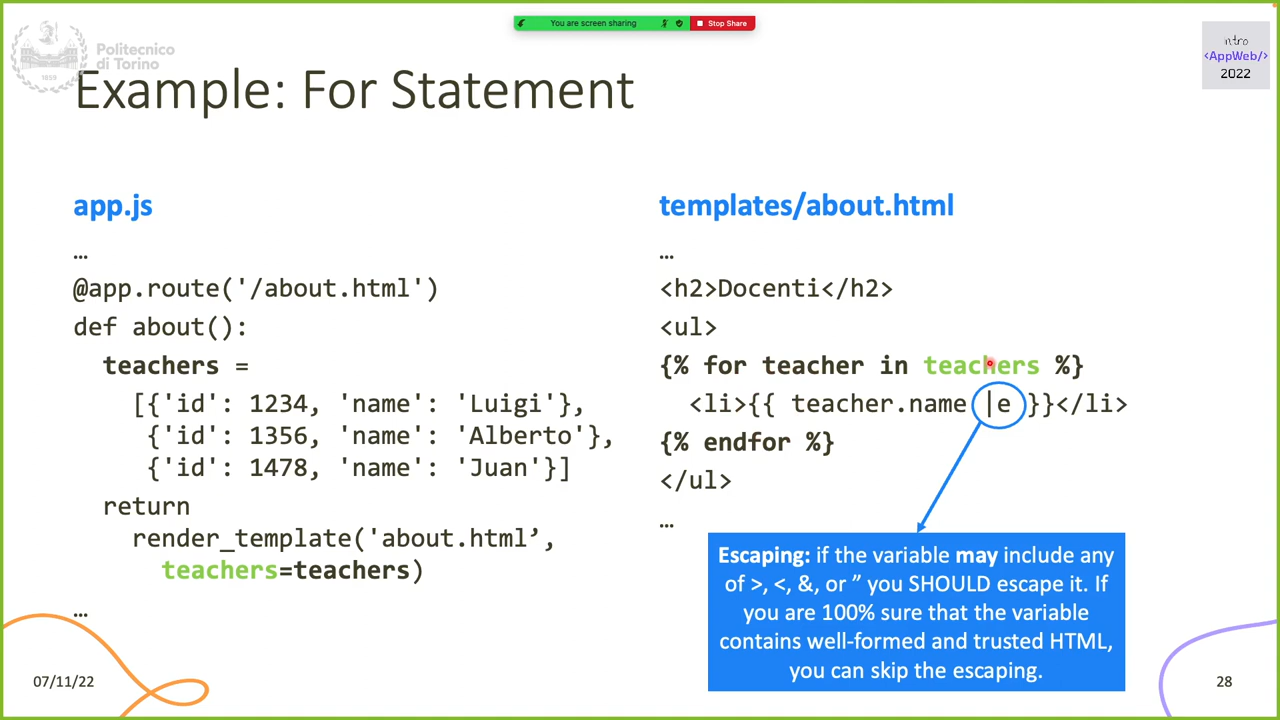 You are screen sharing
Stop Share
Politecnico
di Torino
1859
intro
<AppWeb/>
2022
Example: For Statement
app.js
…
@app.route('/about.html')
def about():
teachers =
[{'id': 1234, 'name': 'Luigi'},
{'id': 1356, 'name': 'Alberto'},
{'id': 1478, 'name': 'Juan'}]
return
render_template('about.html’,
teachers=teachers)
…
templates/about.html
…
<h2>Docenti</h2>
<ul>
{% for teacher in teachers %}
<li>{{ teacher.name |e }}</li>
{% endfor %}
</ul>
…
Escaping: if the variable may include any
of >, <, &, or ” you SHOULD escape it. If
you are 100% sure that the variable
contains well-formed and trusted HTML,
you can skip the escaping.
07/11/22
28